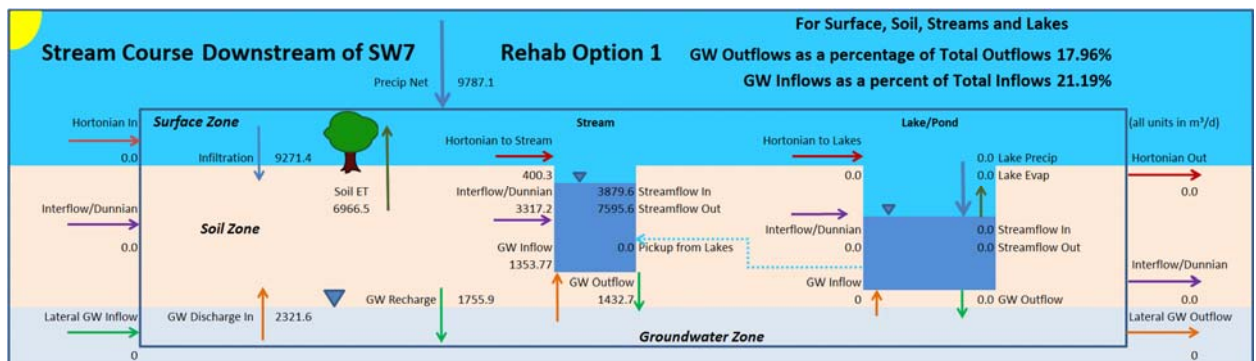 For Surface, Soil, Streams and Lakes
Stream Course Downstream of SW7 Rehab Option 1 GW Outflows as a percentage of Total Outflows 17.96%
GW Inflows as a percent of Total Inflows 21.19%
Precip Net 9787.1
Hortonian In Surface Zone Stream Lake/Pond (all units in m³/d)
Hortonian to Stream Hortonian to Lakes
0.0 Infiltration 9271.4 0.0 Lake Precip Hortonian Out
400.3 0.0 0.0 Lake Evap
Soil ET Interflow/Dunnian 3879.6 Streamflow In 0.0
Interflow/Dunnian 6966.5 3317.2 7595.6 Streamflow Out
Soil Zone Interflow/Dunnian 0.0 Streamflow In
0.0 GW Inflow 0.0 Pickup from Lakes 0.0 0.0 Streamflow Out
1353.77 Interflow/Dunnian
GW Outflow GW Inflow
GW Recharge 1755.9 1432.7 0 0.0 GW Outflow 0.0
Lateral GW Inflow GW Discharge In 2321.6 Lateral GW Outflow
Groundwater Zone
0 0